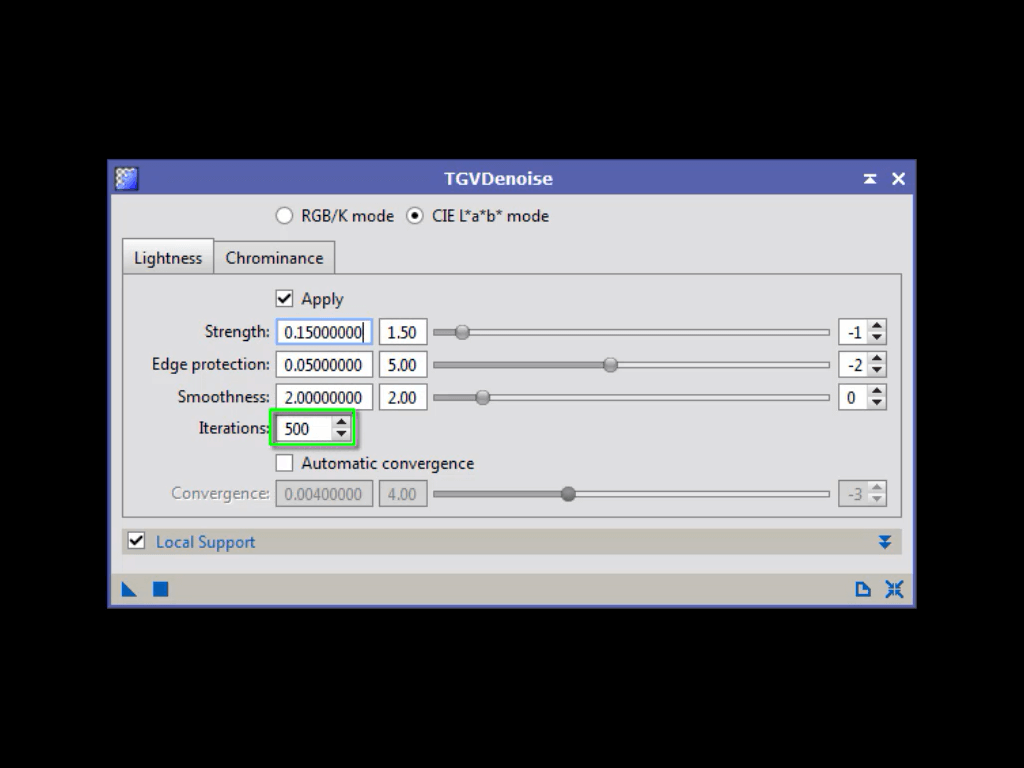 TGVDenoise
RGB/K mode CIE L*a*b* mode
Lightness Chrominance
Apply
Strength: 0.15000000 1.50 -1
Edge protection: 0.05000000 5.00 -2
Smoothness: 2.00000000 2.00 0
Iterations: 500
Automatic convergence
Convergence: 0.00400000 4.00 -3
Local Support